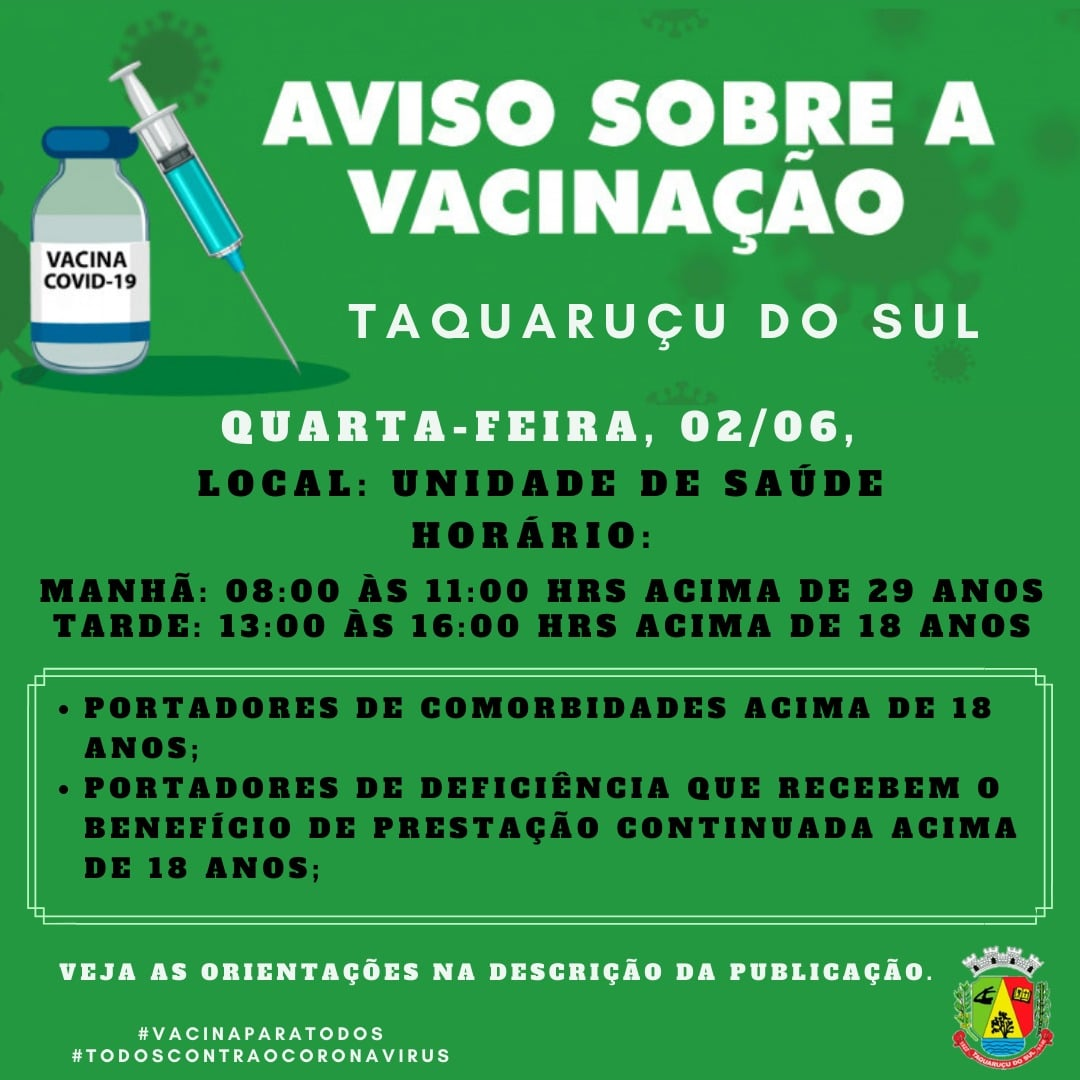 AVISO SOBRE A
VACINAÇÃO
VACINA
COVID-19
TAQUARUÇU DO SUL
QUARTA-FEIRA, 02/06,
LOCAL: UNIDADE DE SAÚDE
HORÁRIO:
MANHÃ: 08:00 ÀS 11:00 HRS ACIMA DE 29 ANOS
TARDE: 13:00 ÀS 16:00 HRS ACIMA DE 18 ANOS
• PORTADORES DE COMORBIDADES ACIMA DE 18
ANOS;
• PORTADORES DE DEFICIÊNCIA QUE RECEBEM O
BENEFÍCIO DE PRESTAÇÃO CONTINUADA ACIMA
DE 18 ANOS;
VEJA AS ORIENTAÇÕES NA DESCRIÇÃO DA PUBLICAÇÃO.
#VACINAPARATODOS
#TODOSCONTRAOCORONAVIRUS
TAQUARUÇU DO SUL